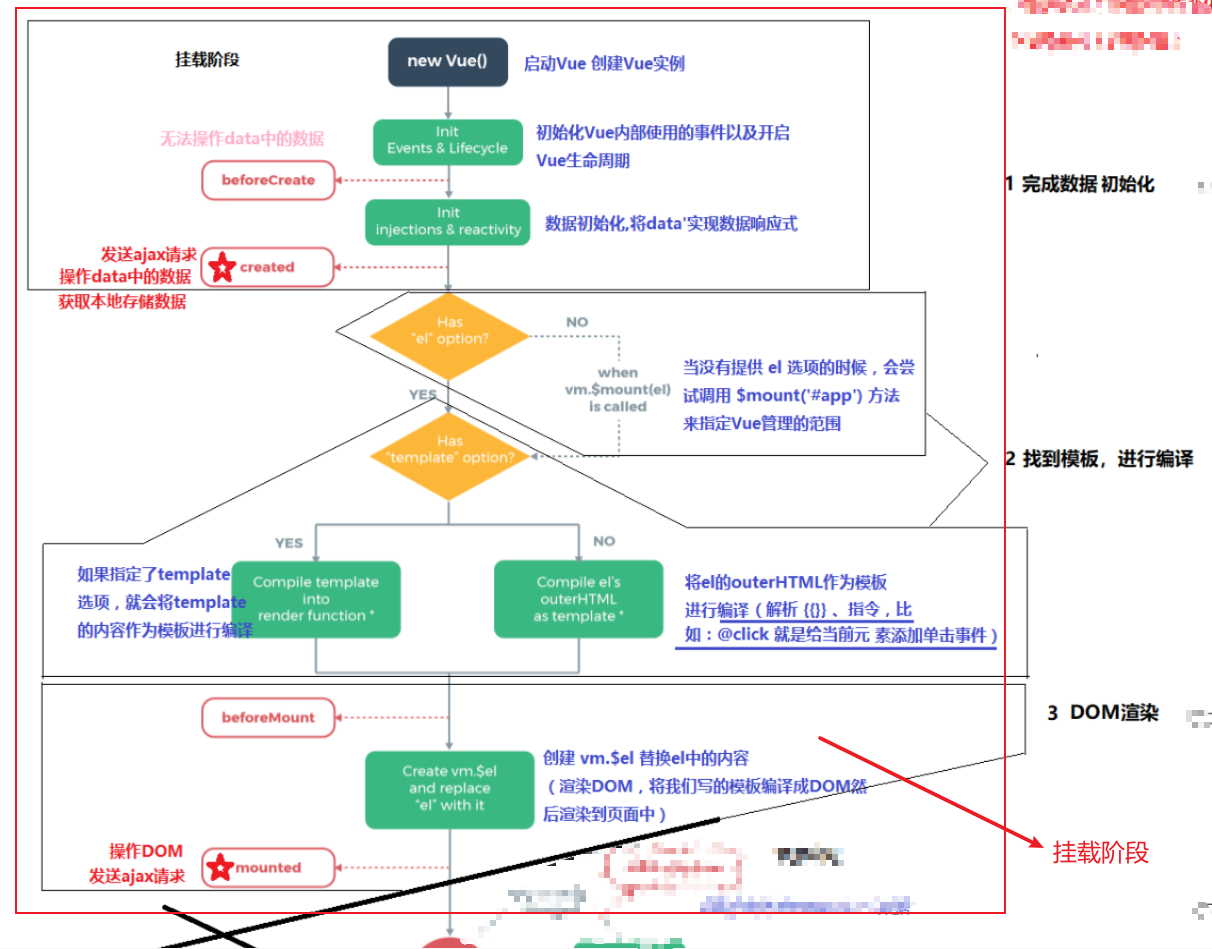 挂载阶段
new Vue()
启动Vue 创建Vue实例
无法操作data中的数据
Init
Events & Lifecycle
初始化Vue内部使用的事件以及开启
Vue生命周期
beforeCreate
1 完成数据 初始化
Init
injections & reactivity
数据初始化,将data'实现数据响应式
发送ajax请求
操作data中的数据
获取本地存储数据
created
Has
"el" option?
NO
YES
when
vm.$mount(el)
is called
当没有提供 el 选项的时候，会尝
试调用 $mount('#app') 方法
来指定Vue管理的范围
Has
"template" option?
2 找到模板，进行编译
YES
NO
如果指定了template
选项，就会将template
的内容作为模板进行编译
Compile template
into
render function *
Compile el's
outerHTML
as template *
将el的outerHTML作为模板
进行编译（解析 {{}} 、指令，比
如：@click 就是给当前元 素添加单击事件）
beforeMount
3 DOM渲染
Create vm.$el
and replace
"el" with it
创建 vm.$el 替换el中的内容
（渲染DOM，将我们写的模板编译成DOM然
后渲染到页面中）
操作DOM
发送ajax请求
mounted
挂载阶段